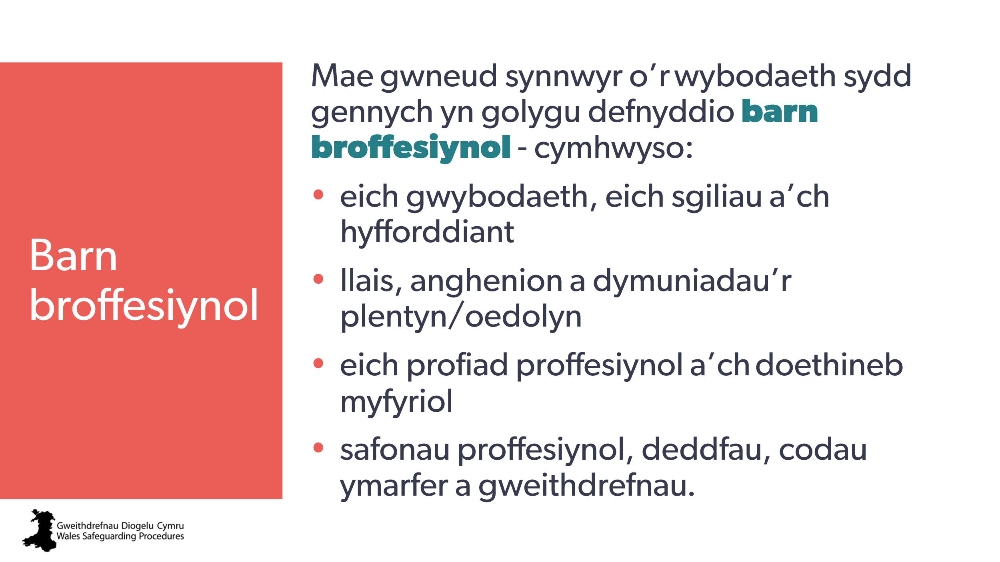 Barn
broffesiynol
Mae gwneud synnwyr o’r wybodaeth sydd
gennych yn golygu defnyddio barn
broffesiynol - cymhwyso:
• eich gwybodaeth, eich sgiliau a’ch
hyfforddiant
• llais, anghenion a dymuniadau’r
plentyn/oedolyn
• eich profiad proffesiynol a’ch doethineb
myfyriol
• safonau proffesiynol, deddfau, codau
ymarfer a gweithdrefnau.
Gweithdrefnau Diogelu Cymru
Wales Safeguarding Procedures